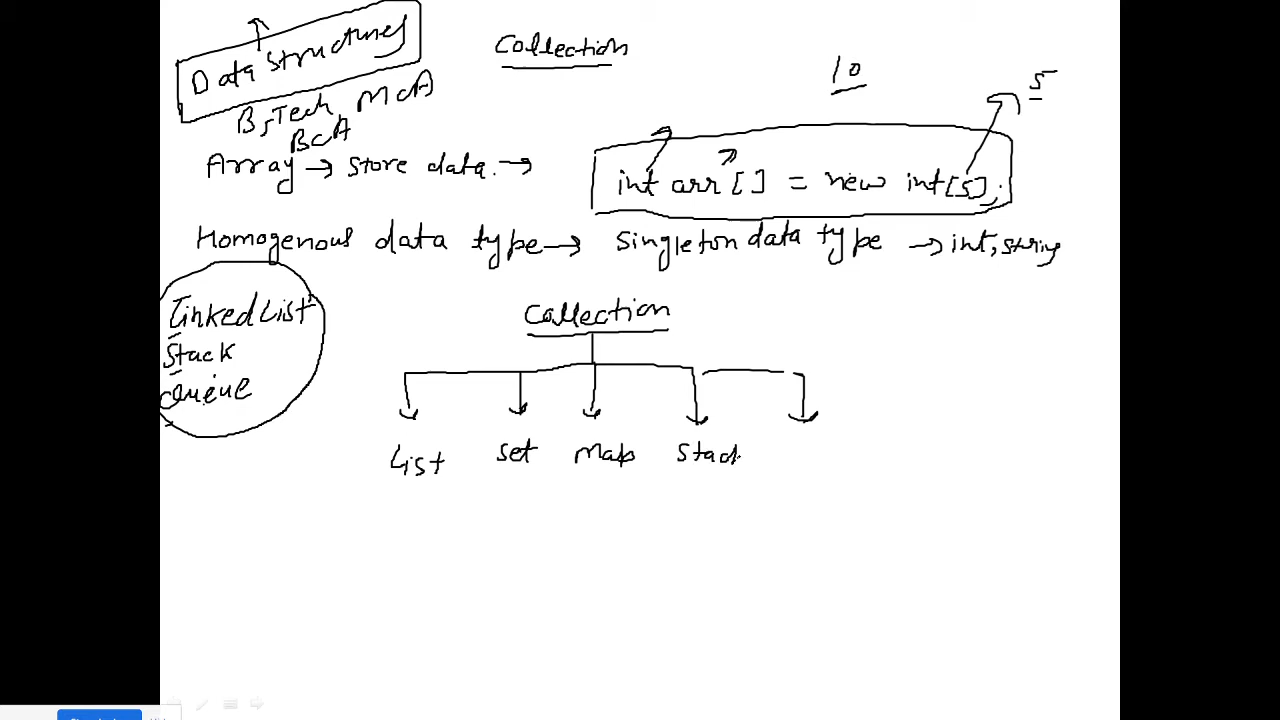 Data Structures
Collection
10
5
B.Tech, MCA
BCA
Array → Store data. →
int arr [] = new int[5];
Homogenous data type → Singleton data type → int, string
LinkedList
Stack
Queue
Collection
List Set Map Stack